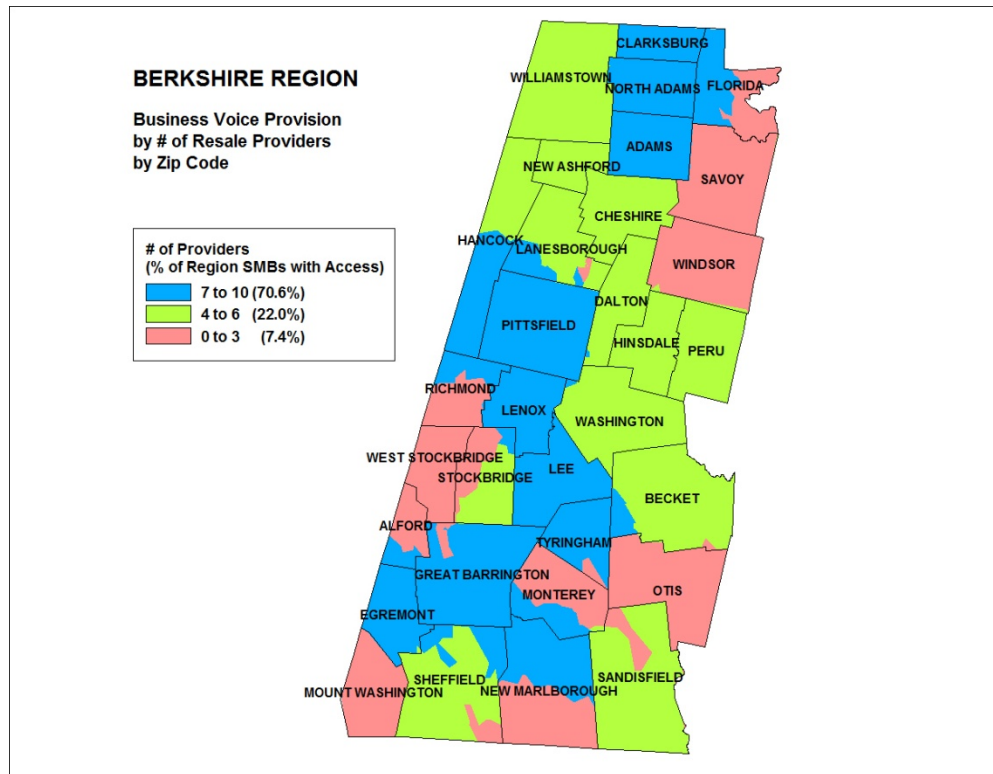 BERKSHIRE REGION
Business Voice Provision
by # of Resale Providers
by Zip Code
# of Providers
(% of Region SMBs with Access)
7 to 10 (70.6%)
4 to 6 (22.0%)
0 to 3 (7.4%)
CLARKSBURG
WILLIAMSTOWN
NORTH ADAMS
FLORIDA
ADAMS
NEW ASHFORD
SAVOY
CHESHIRE
HANCOCK
LANESBOROUGH
WINDSOR
DALTON
PITTSFIELD
HINSDALE
PERU
RICHMOND
LENOX
WASHINGTON
WEST STOCKBRIDGE
STOCKBRIDGE
LEE
BECKET
ALFORD
TYRINGHAM
GREAT BARRINGTON
MONTEREY
OTIS
EGREMONT
SHEFFIELD
SANDISFIELD
MOUNT WASHINGTON
NEW MARLBOROUGH